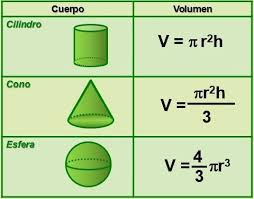 Cuerpo Volumen
Cilindro
V = π r²h
Cono
V = πr²h/3
Esfera
V = 4/3 πr³